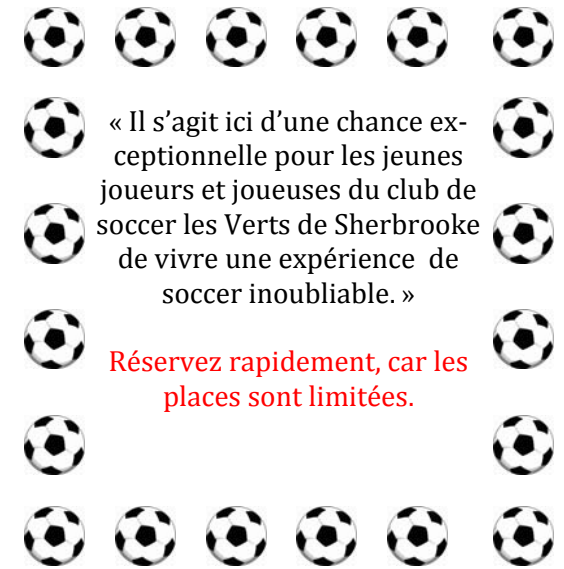 « Il s’agit ici d’une chance ex-
ceptionnelle pour les jeunes
joueurs et joueuses du club de
soccer les Verts de Sherbrooke
de vivre une expérience  de
soccer inoubliable. »
Réservez rapidement, car les
places sont limitées.